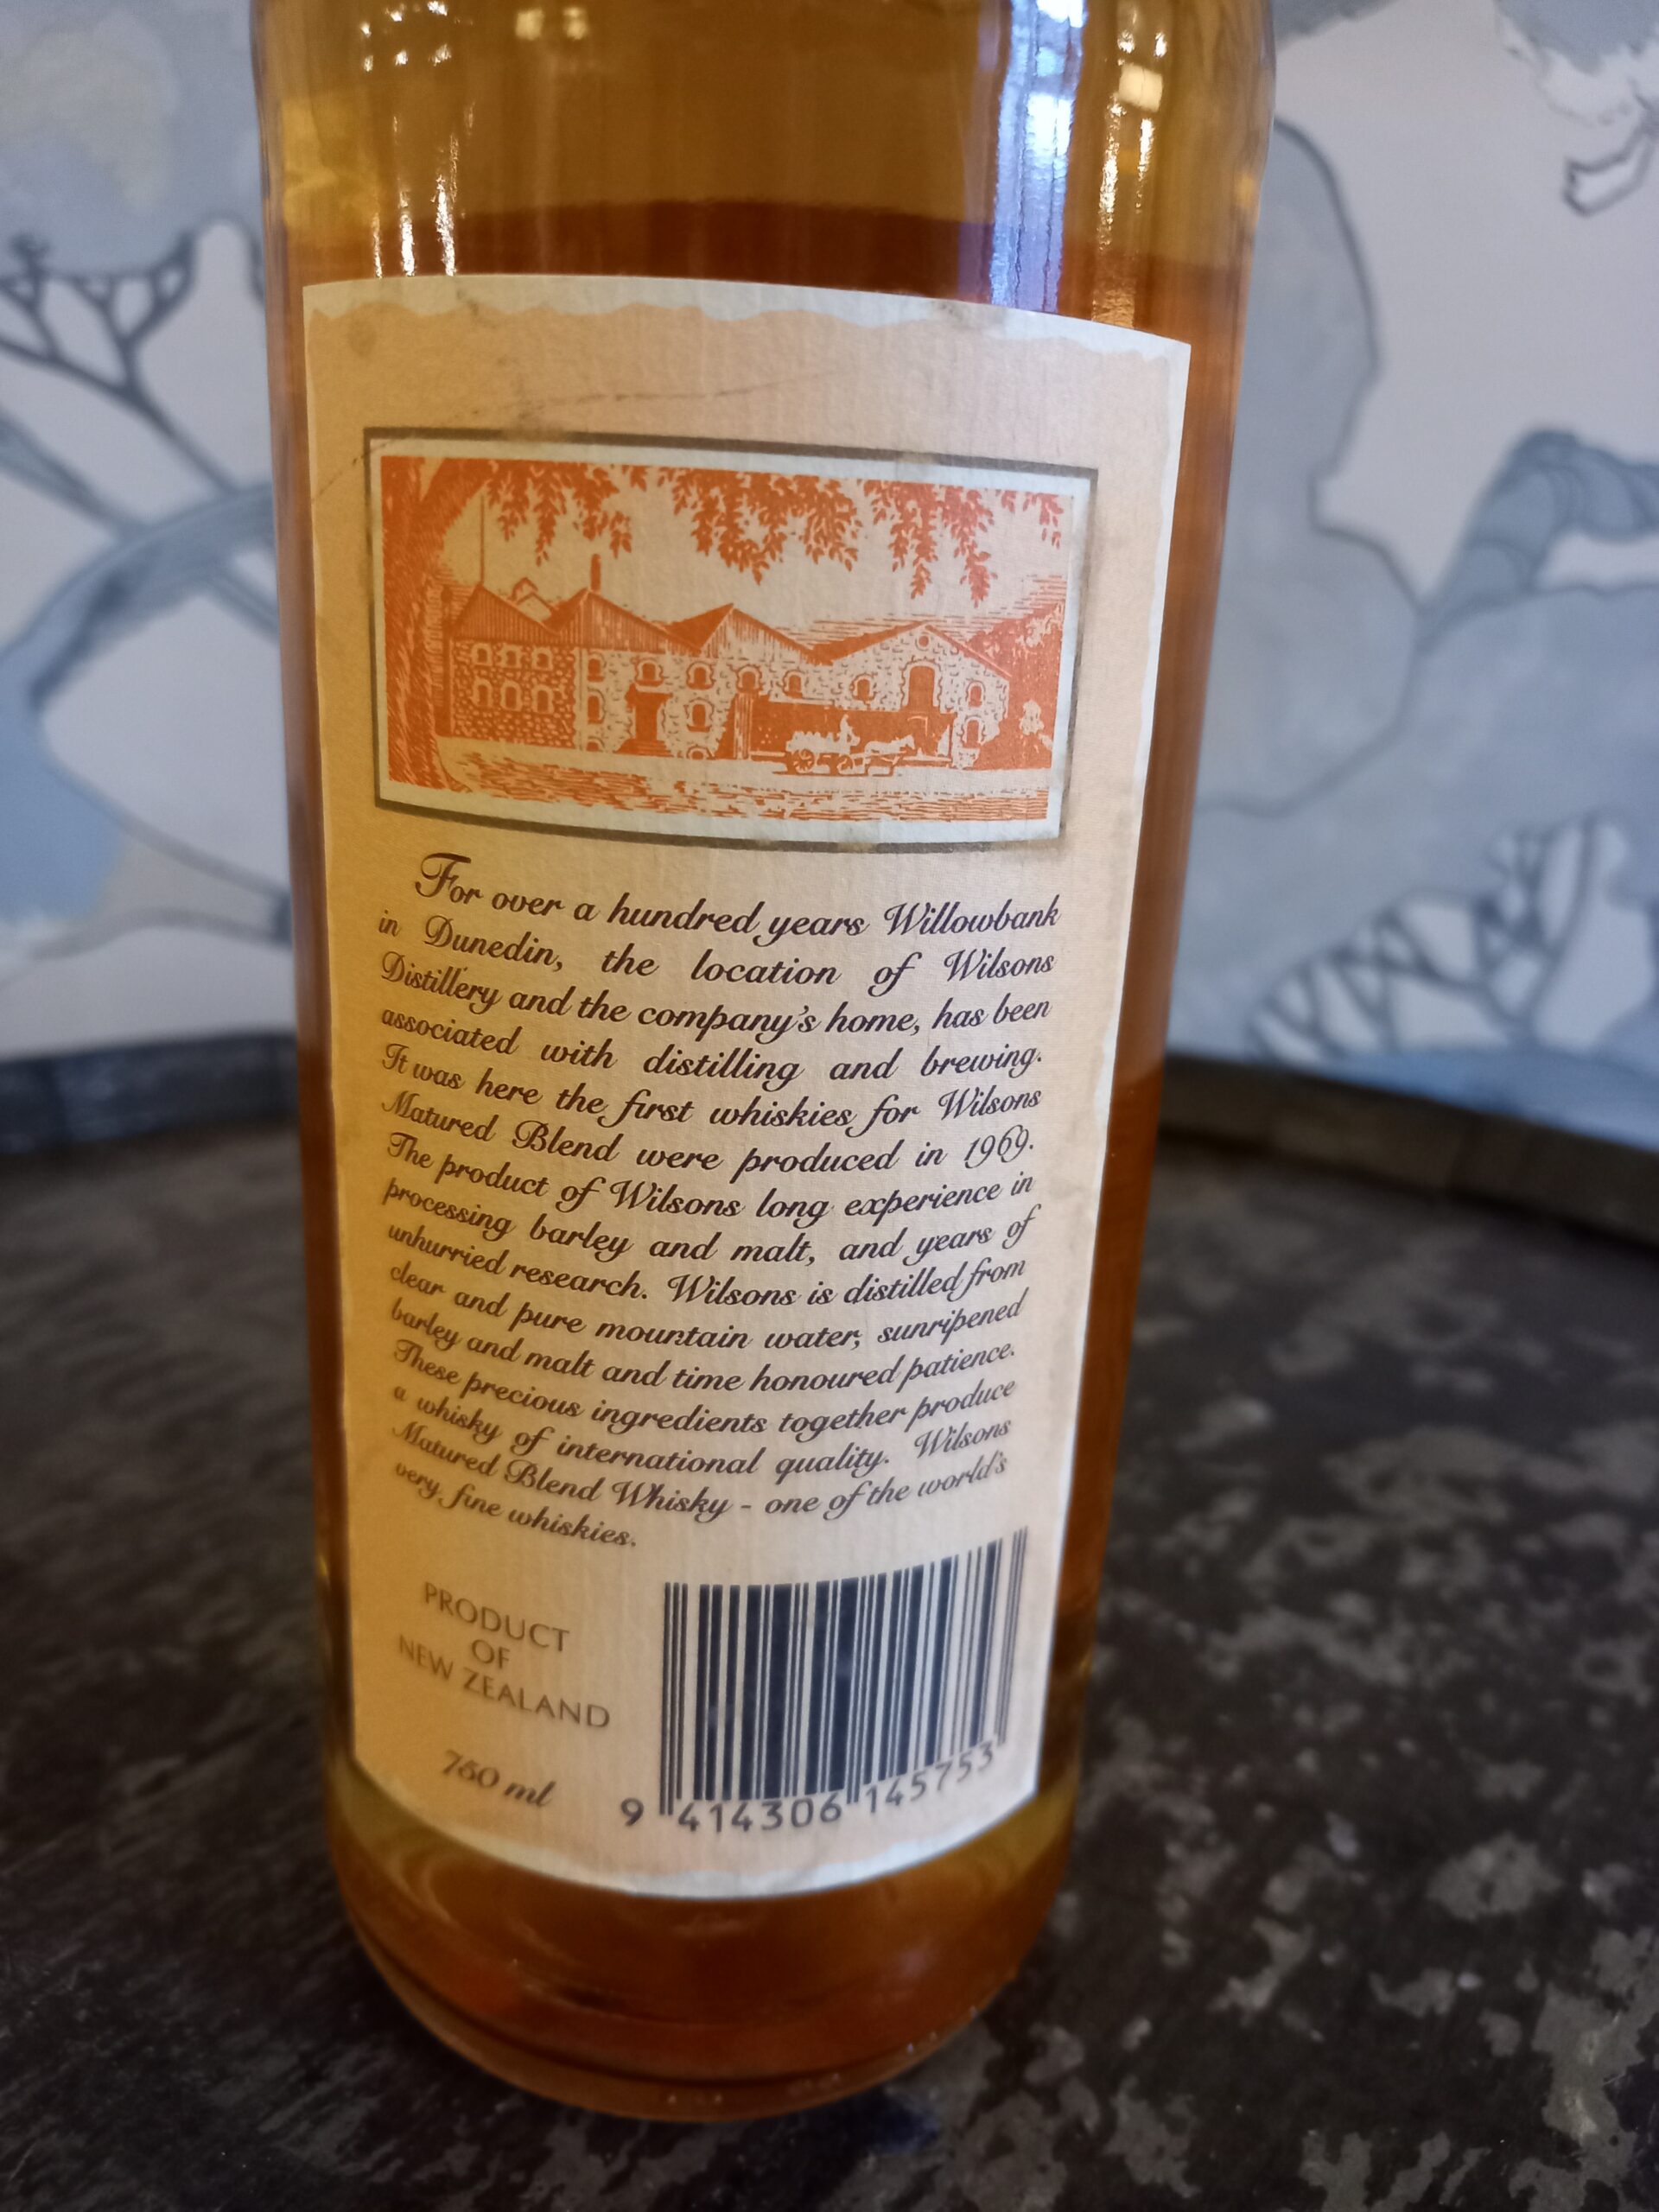 For over a hundred years Willowbank
in Dunedin, the location of Wilsons
Distillery and the company's home, has been
associated with distilling and brewing.
It was here the first whiskies for Wilsons
Matured Blend were produced in 1969.
The product of Wilsons long experience in
processing barley and malt, and years of
unhurried research. Wilsons is distilled from
clear and pure mountain water, sunripened
barley and malt and time honoured patience.
These precious ingredients together produce
a whisky of international quality. Wilsons
Matured Blend Whisky - one of the world's
very fine whiskies.
PRODUCT
OF
NEW ZEALAND
750 ml
9 414306 145753